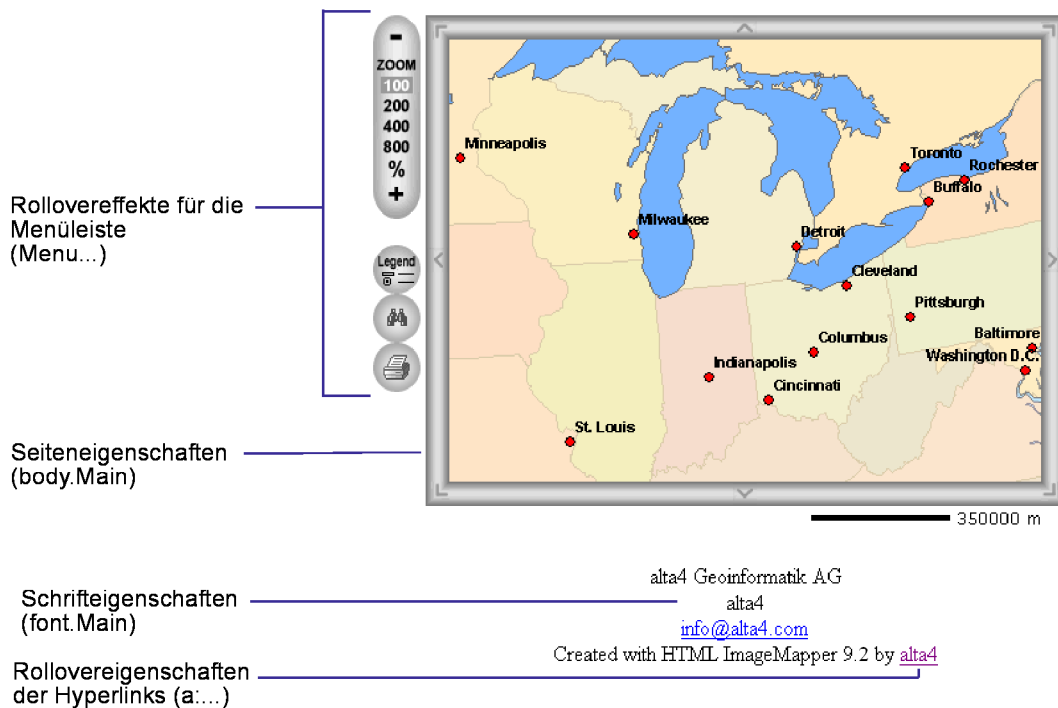 -
ZOOM
100
200
400
800
%
+
Legend
Rollovereffekte für die
Menüleiste
(Menu...)
Seiteneigenschaften
(body.Main)
Minneapolis
Milwaukee
Toronto
Rochester
Buffalo
Detroit
Cleveland
Pittsburgh
Baltimore
Washington D.C.
Columbus
Indianapolis
Cincinnati
St. Louis
350000 m
Schrifteigenschaften
(font.Main)
Rollovereigenschaften
der Hyperlinks (a:...)
alta4 Geoinformatik AG
alta4
info@alta4.com
Created with HTML ImageMapper 9.2 by alta4